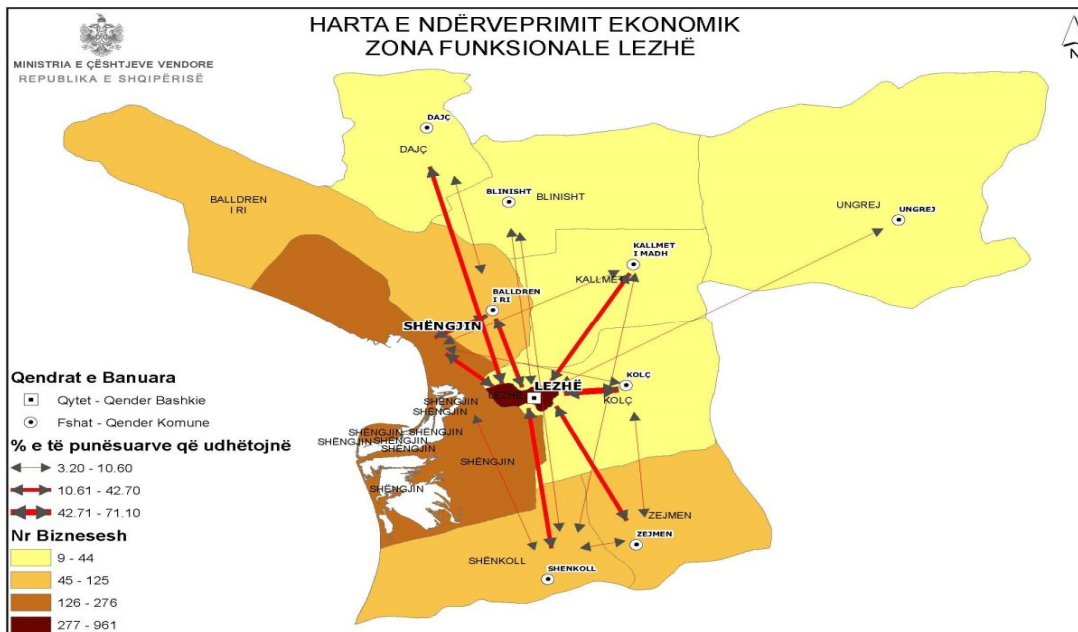 HARTA E NDËRVEPRIMIT EKONOMIK
ZONA FUNKSIONALE LEZHË
MINISTRIA E ÇËSHTJEVE VENDORE
REPUBLIKA E SHQIPËRISË
N
DAJÇ
DAJÇ
BALLDREN
I RI
BLINISHT
BLINISHT
UNGREJ
UNGREJ
KALLMET
I MADH
KALLMET
BALLDREN
I RI
SHËNGJIN
LEZHË
LEZHË
KOLÇ
KOLÇ
SHËNGJIN
SHËNGJIN
SHËNGJIN
SHËNGJIN
SHËNGJIN
SHËNGJIN
SHËNGJIN
SHËNGJIN
SHËNGJIN
ZEJMEN
ZEJMEN
SHËNKOLL
SHENKOLL
Qendrat e Banuara
Qytet - Qender Bashkie
Fshat - Qender Komune
% e të punësuarve që udhëtojnë
3.20 - 10.60
10.61 - 42.70
42.71 - 71.10
Nr Biznesesh
9 - 44
45 - 125
126 - 276
277 - 961